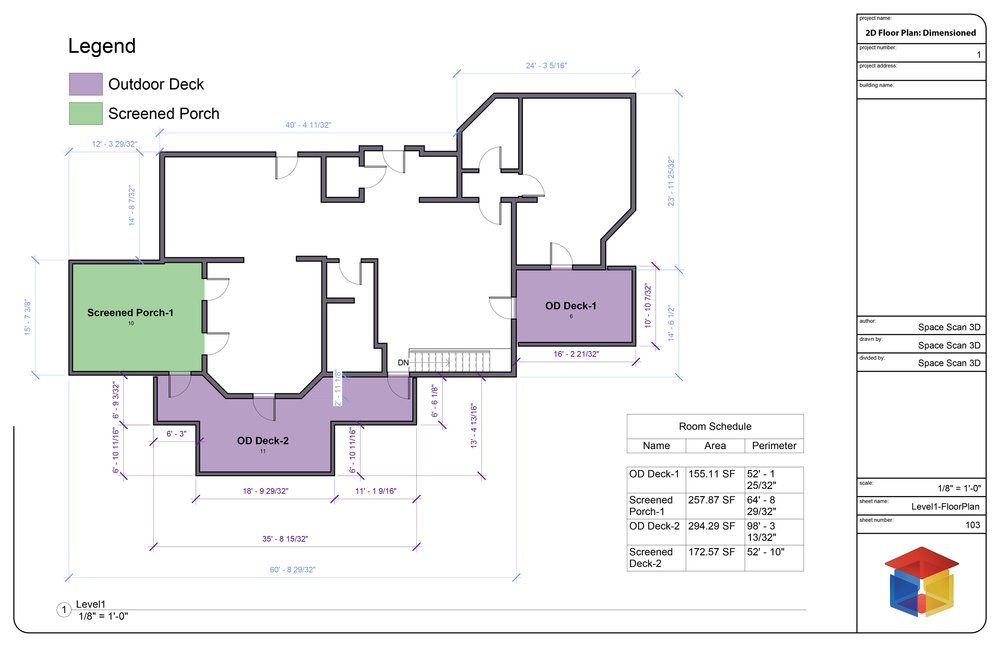 Legend
Outdoor Deck
Screened Porch
24' - 3 5/16"
40' - 4 11/32"
12' - 3 29/32"
14' - 8 7/32"
23' - 11 25/32"
15' - 7 3/8"
Screened Porch-1
10
OD Deck-1
6
10' - 10 7/32"
14' - 6 1/2"
16' - 2 21/32"
DN
2' - 11 1/8"
6' - 9 3/32"
6' - 6 1/8"
13' - 4 13/16"
6' - 3"
OD Deck-2
11
6' - 10 11/16"
6' - 10 11/16"
18' - 9 29/32"
11' - 1 9/16"
35' - 8 15/32"
60' - 8 29/32"
Room Schedule
Name Area Perimeter
OD Deck-1 155.11 SF 52' - 1
25/32"
Screened 257.87 SF 64' - 8
Porch-1 29/32"
OD Deck-2 294.29 SF 98' - 3
13/32"
Screened 172.57 SF 52' - 10"
Deck-2
1
Level1
1/8" = 1'-0"
project name:
2D Floor Plan: Dimensioned
project number:
1
project address:
building name:
author:
Space Scan 3D
drawn by:
Space Scan 3D
divided by:
Space Scan 3D
scale:
1/8" = 1'-0"
sheet name:
Level1-FloorPlan
sheet number:
103